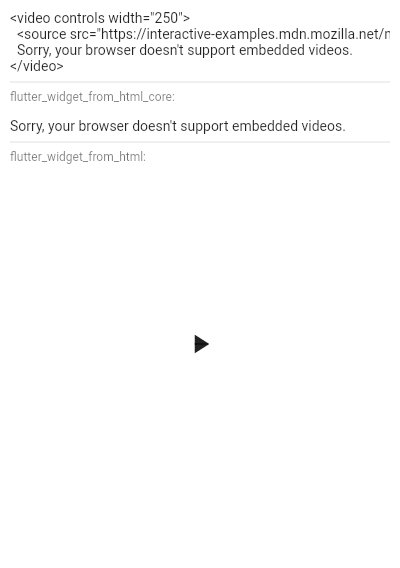 <video controls width="250">
<source src="https://interactive-examples.mdn.mozilla.net/
Sorry, your browser doesn't support embedded videos.
</video>
flutter_widget_from_html_core:
Sorry, your browser doesn't support embedded videos.
flutter_widget_from_html: